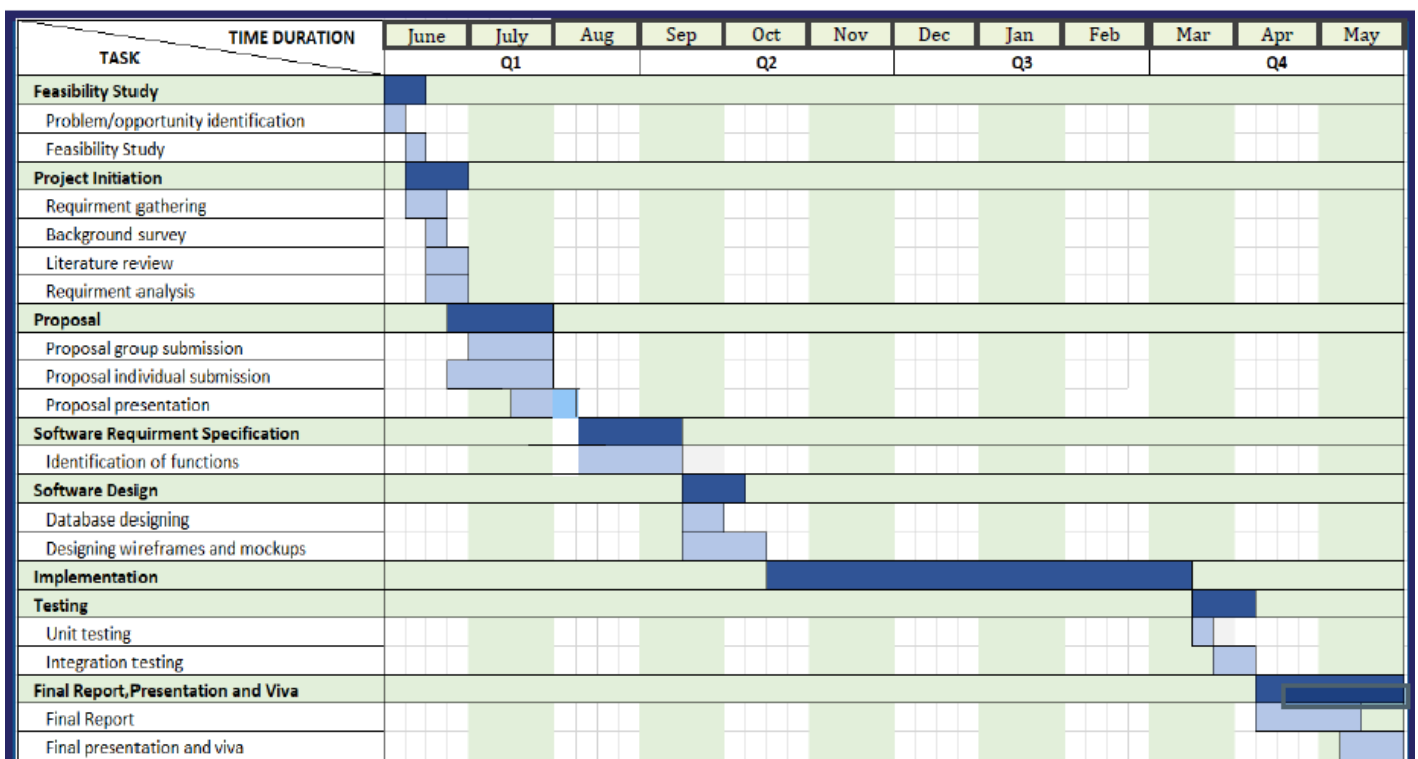 TIME DURATION
TASK
June July Aug Sep Oct Nov Dec Jan Feb Mar Apr May
Q1 Q2 Q3 Q4
Feasibility Study
Problem/opportunity identification
Feasibility Study
Project Initiation
Requirment gathering
Background survey
Literature review
Requirment analysis
Proposal
Proposal group submission
Proposal individual submission
Proposal presentation
Software Requirment Specification
Identification of functions
Software Design
Database designing
Designing wireframes and mockups
Implementation
Testing
Unit testing
Integration testing
Final Report,Presentation and Viva
Final Report
Final presentation and viva